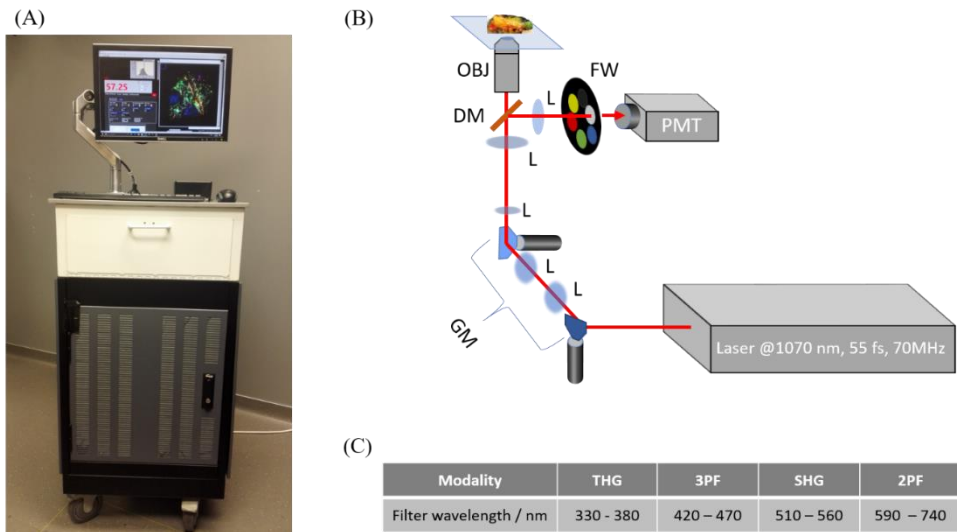 (A)
57.25
(B)
OBJ
FW
L
DM
PMT
L
L
L
L
GM
Laser @1070 nm, 55 fs, 70MHz
(C)
Modality THG 3PF SHG 2PF
Filter wavelength / nm 330 - 380 420 – 470 510 – 560 590 – 740